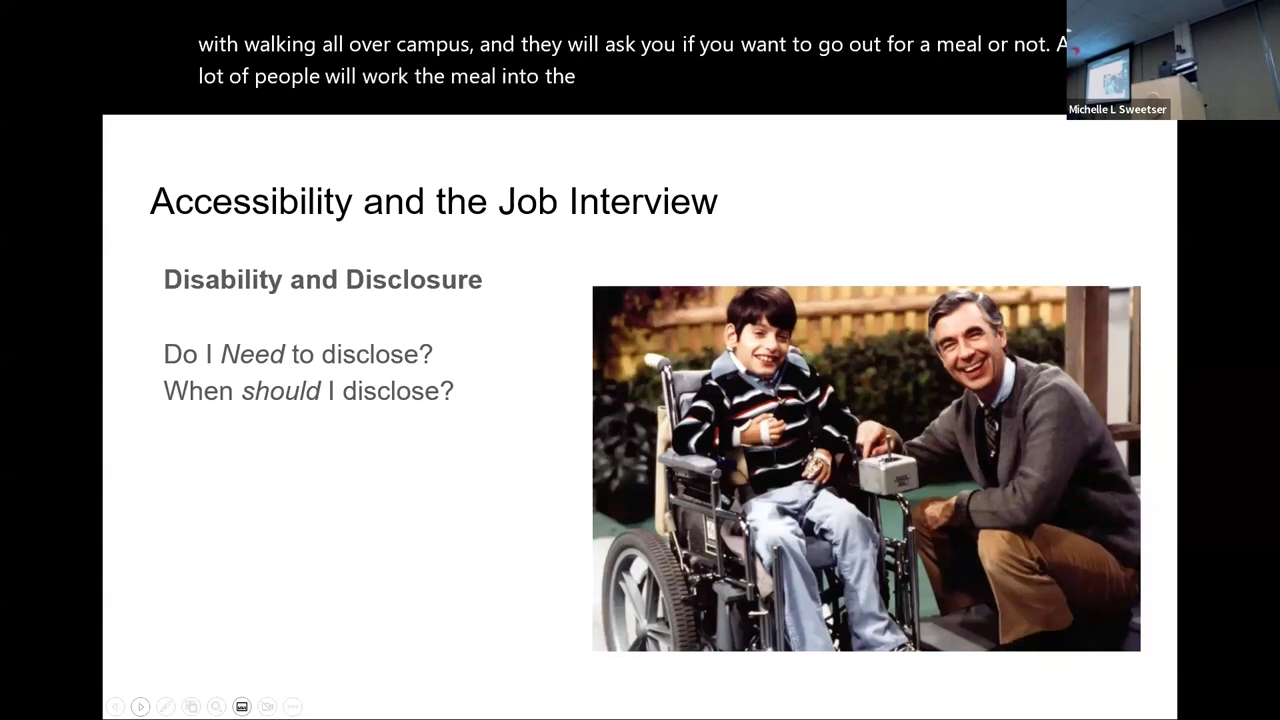 with walking all over campus, and they will ask you if you want to go out for a meal or not. A
lot of people will work the meal into the
Michelle L Sweetser
Accessibility and the Job Interview
Disability and Disclosure
Do I Need to disclose?
When should I disclose?